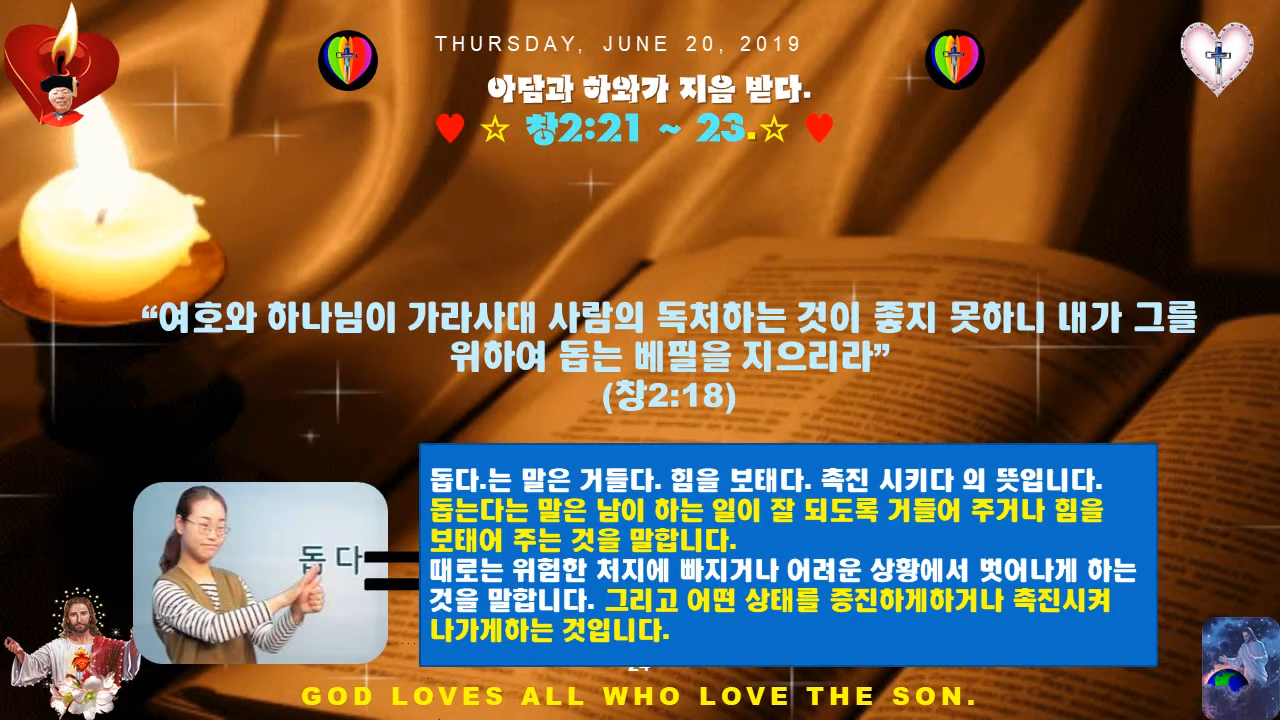 THURSDAY, JUNE 20, 2019
아담과 하와가 지음 받다.
♥ ☆ 창2:21 ~ 23.☆ ♥
“여호와 하나님이 가라사대 사람의 독처하는 것이 좋지 못하니 내가 그를
위하여 돕는 베필을 지으리라”
(창2:18)
돕다.는 말은 거들다. 힘을 보태다. 촉진 시키다 의 뜻입니다.
돕는다는 말은 남이 하는 일이 잘 되도록 거들어 주거나 힘을
보태어 주는 것을 말합니다.
돕다
때로는 위험한 처지에 빠지거나 어려운 상황에서 벗어나게 하는
것을 말합니다. 그리고 어떤 상태를 증진하게하거나 촉진시켜
나가게하는 것입니다.
24
GOD LOVES ALL WHO LOVE THE SON.